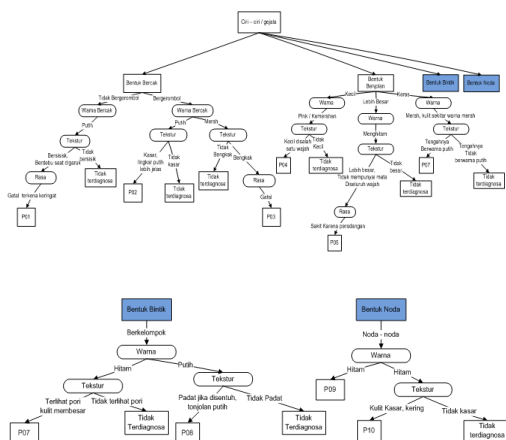 Ciri – ciri / gejala
Bentuk Bercak
Bentuk
Benjolan
Bentuk Bintik
Bentuk Noda
Tidak Bergerombol
Bergerombol
Kecil
Lebih Besar
Keras
Warna Bercak
Warna Bercak
Warna
Warna
Warna
Putih
Putih
Merah
Pink / Kemerahan
Menghitam
Merah, kulit sekitar warna merah
Tekstur
Tekstur
Tekstur
Tekstur
Tekstur
Tekstur
Bersisik,
Berdebu saat digaruk
Tidak
bersisik
Kasar,
lingkar putih
lebih jelas
Tidak
kasar
Tidak
Bengkak
Bengkak
Kecil disalah
satu wajah
Tidak
Kecil
Lebih besar,
Tidak mempunyai mata
Diseluruh wajah
Tidak
besar
Tengahnya
Berwarna putih
Tengahnya
Tidak
berwarna putih
Rasa
Tidak
terdiagnosa
P02
Tidak
terdiagnosa
Tidak
terdiagnosa
Rasa
P04
Tidak
terdiagnosa
Rasa
Tidak
terdiagnosa
P07
Tidak
terdiagnosa
Gatal terkena keringat
Gatal
Sakit Karena peradangan
P01
P03
Bentuk Bintik
Bentuk Noda
Berkelompok
Noda - noda
Warna
Warna
Hitam
Putih
Hitam
Hitam
Tekstur
Tekstur
P09
Tekstur
Terlihat pori
kulit membesar
Tidak terlihat pori
Padat jika disentuh,
tonjolan putih
Tidak Padat
Kulit Kasar, kering
Tidak kasar
P07
Tidak
Terdiagnosa
P08
Tidak
Terdiagnosa
P10
Tidak
terdiagnosa